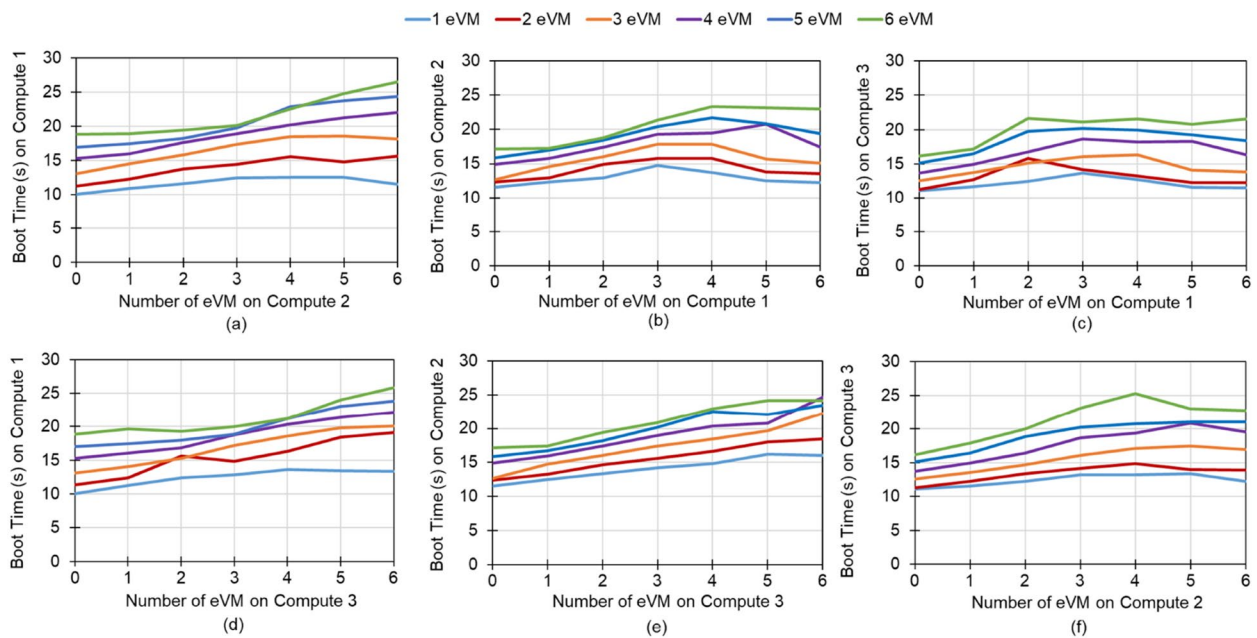 1 eVM 2 eVM 3 eVM 4 eVM 5 eVM 6 eVM
Boot Time (s) on Compute 1
30
25
20
15
10
5
0
0 1 2 3 4 5 6
Number of eVM on Compute 2
(a)
Boot Time (s) on Compute 2
30
25
20
15
10
5
0
0 1 2 3 4 5 6
Number of eVM on Compute 1
(b)
Boot Time (s) on Compute 3
30
25
20
15
10
5
0
0 1 2 3 4 5 6
Number of eVM on Compute 1
(c)
Boot Time (s) on Compute 1
30
25
20
15
10
5
0
0 1 2 3 4 5 6
Number of eVM on Compute 3
(d)
Boot Time (s) on Compute 2
30
25
20
15
10
5
0
0 1 2 3 4 5 6
Number of eVM on Compute 3
(e)
Boot Time (s) on Compute 3
30
25
20
15
10
5
0
0 1 2 3 4 5 6
Number of eVM on Compute 2
(f)